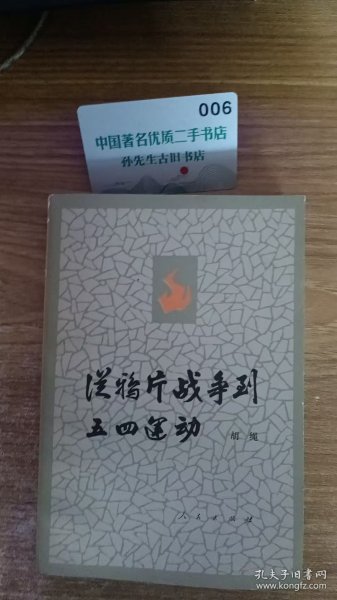 006
中国著名优质二手书店
孙先生古旧书店
从鸦片战争到
五四运动
胡绳
人民出版社
孔夫子旧书网
www.kongfz.com